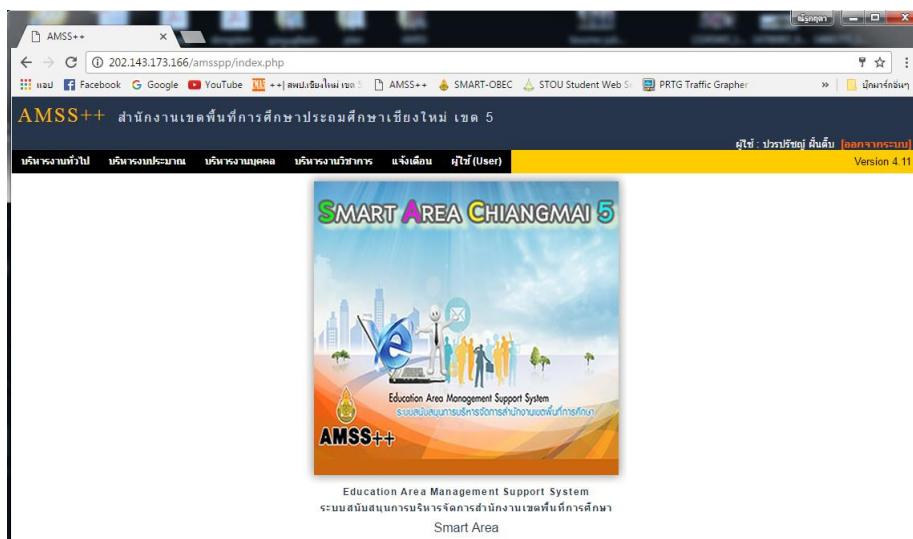 AMSS++
202.143.173.166/amsspp/index.php
แอป Facebook Google YouTube ++|สพป.เชียงใหม่ เขต 5 AMSS++ SMART-OBEC STOU Student Web Se PRTG Traffic Grapher » บุ๊กมาร์กอื่นๆ
AMSS++ สำนักงานเขตพื้นที่การศึกษาประถมศึกษาเชียงใหม่ เขต 5
ผู้ใช้ : ปวรปรัชญ์ ฝั้นตั๊บ [ออกจากระบบ]
บริหารงานทั่วไป บริหารงบประมาณ บริหารงานบุคคล บริหารงานวิชาการ แจ้งเตือน ผู้ใช้ (User) Version 4.11
SMART AREA CHIANGMAI 5
Education Area Management Support System
ระบบสนับสนุนการบริหารจัดการสำนักงานเขตพื้นที่การศึกษา
AMSS++
Education Area Management Support System
ระบบสนับสนุนการบริหารจัดการสำนักงานเขตพื้นที่การศึกษา
Smart Area